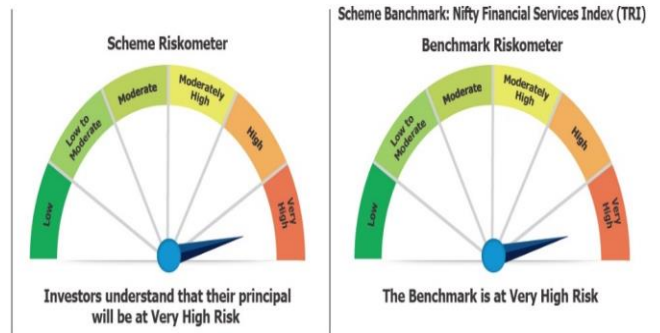 Scheme Riskometer
Low
Low to
Moderate
Moderate
Moderately
High
High
Very
High
Investors understand that their principal
will be at Very High Risk
Scheme Banchmark: Nifty Financial Services Index (TRI)
Benchmark Riskometer
Low
Low to
Moderate
Moderate
Moderately
High
High
Very
High
The Benchmark is at Very High Risk